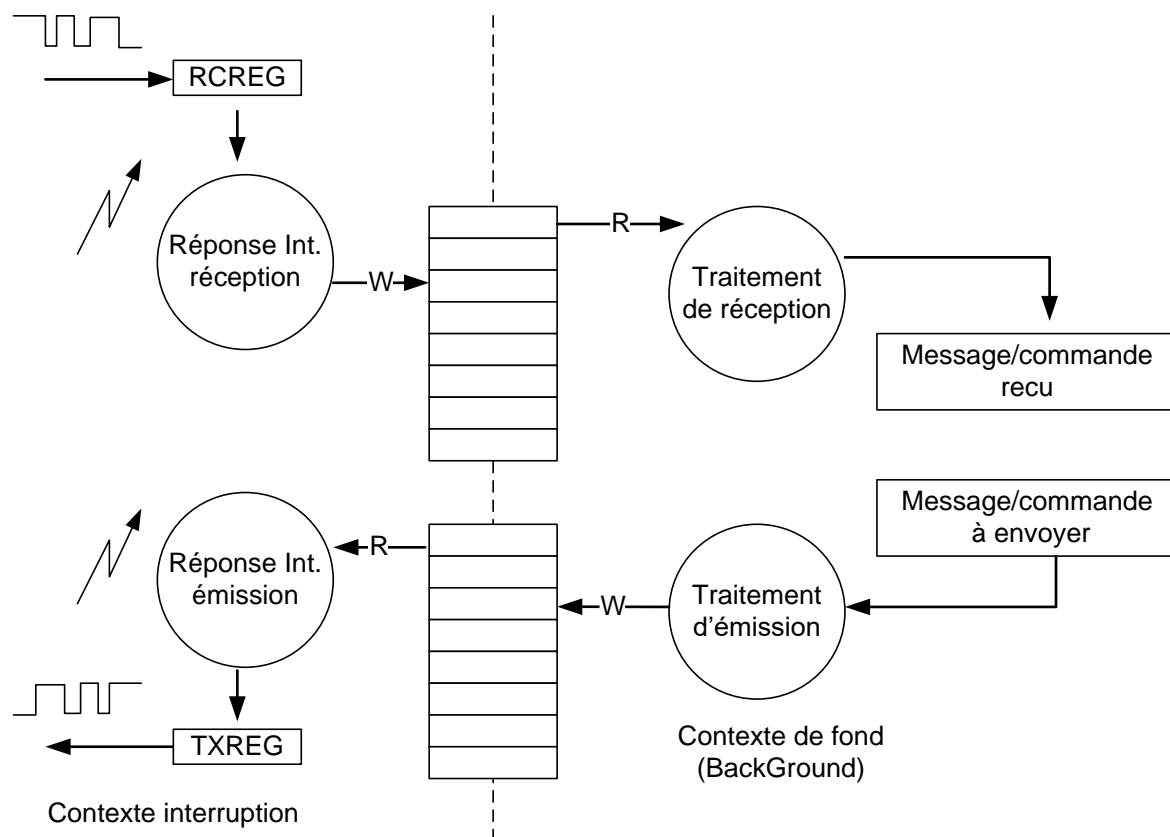 RCREG
Réponse Int.
réception
W
R
Traitement
de réception
Message/commande
recu
Message/commande
à envoyer
Réponse Int.
émission
R
W
Traitement
d'émission
TXREG
Contexte de fond
(BackGround)
Contexte interruption